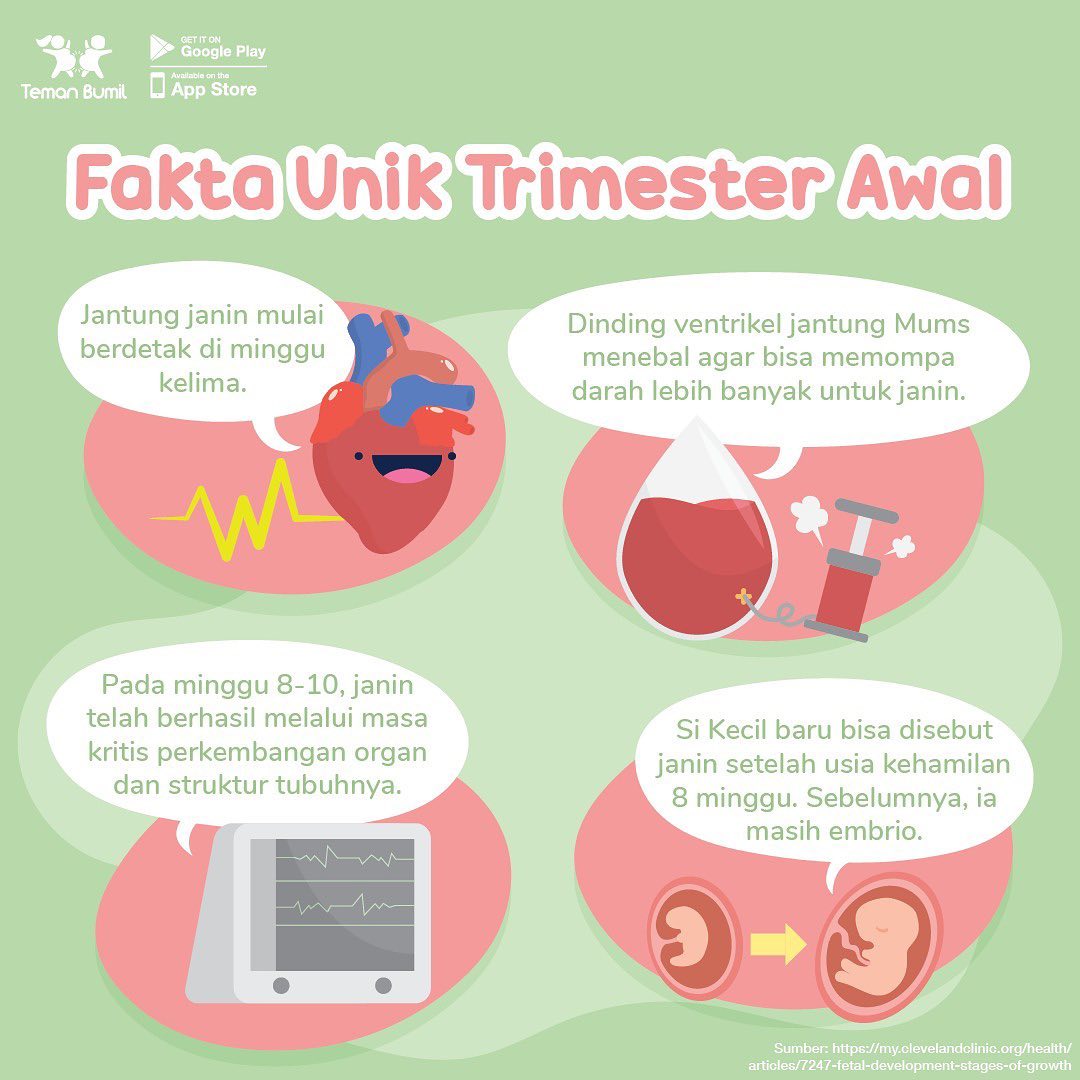 Teman Bumil
GET IT ON
Google Play
Available on the
App Store
Fakta Unik Trimester Awal
Jantung janin mulai
berdetak di minggu
kelima.
Dinding ventrikel jantung Mums
menebal agar bisa memompa
darah lebih banyak untuk janin.
Pada minggu 8-10, janin
telah berhasil melalui masa
kritis perkembangan organ
dan struktur tubuhnya.
Si Kecil baru bisa disebut
janin setelah usia kehamilan
8 minggu. Sebelumnya, ia
masih embrio.
Sumber: https://my.clevelandclinic.org/health/
articles/7247-fetal-development-stages-of-growth